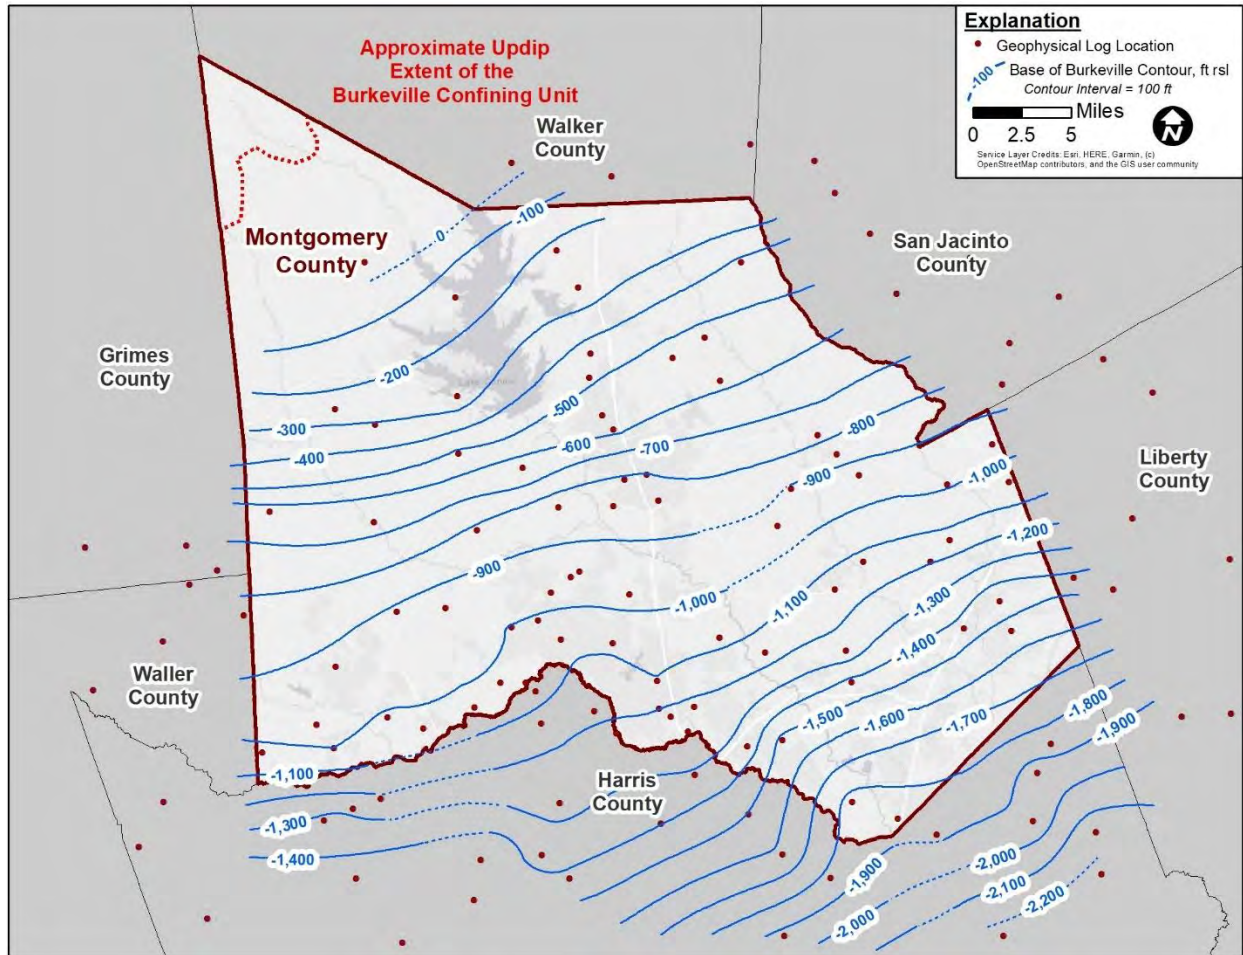 Explanation
Geophysical Log Location
-100
Base of Burkeville Contour, ft rsl
Contour Interval = 100 ft
Miles
0 2.5 5
N
Service Layer Credits: Esri, HERE, Garmin, (c)
OpenStreetMap contributors, and the GIS user community
Approximate Updip
Extent of the
Burkeville Confining Unit
Walker
County
-100
0
Montgomery
County
San Jacinto
County
Grimes
County
-200
-300
-400
-500
-600
-700
-800
-900
-1,000
Liberty
County
-1,200
-900
-1,000
-1,100
-1,300
-1,400
Waller
County
-1,500
-1,600
-1,700
-1,800
-1,900
-1,100
Harris
County
-1,300
-1,400
-1,900
-2,000
-2,100
-2,200
-2,000